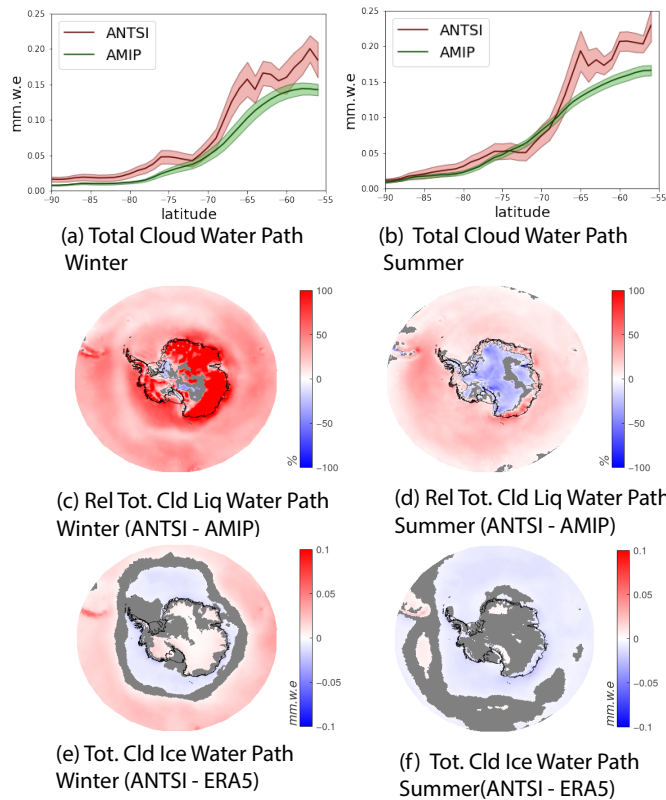 ANTSI
AMIP
mm.w.e
0.20
0.15
0.10
0.05
0.00
−90 −85 −80 −75 −70 −65 −60 −55
latitude
(a) Total Cloud Water Path
Winter
ANTSI
AMIP
mm.w.e
0.25
0.20
0.15
0.10
0.05
0.00
−90 −85 −80 −75 −70 −65 −60 −55
latitude
(b) Total Cloud Water Path
Summer
100
50
0
−50
−100
%
(c) Rel Tot. Cld Liq Water Path
Winter (ANTSI - AMIP)
100
50
0
−50
−100
%
(d) Rel Tot. Cld Liq Water Path
Summer (ANTSI - AMIP)
0.1
0.05
0
−0.05
−0.1
mm.w.e
(e) Tot. Cld Ice Water Path
Winter (ANTSI - ERA5)
0.1
0.05
0
−0.05
−0.1
mm.w.e
(f) Tot. Cld Ice Water Path
Summer(ANTSI - ERA5)